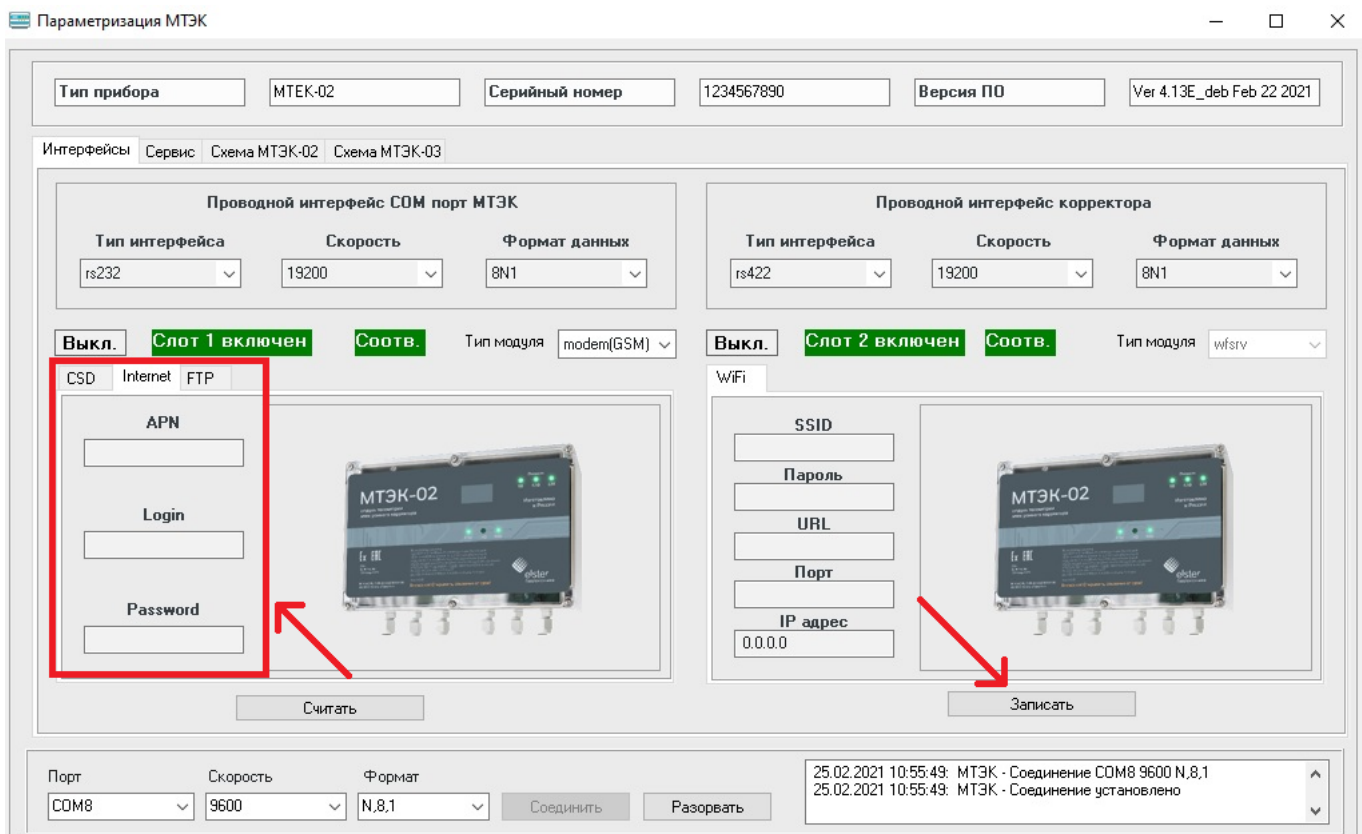 Параметризация МТЭК
Тип прибора MTEK-02 Серийный номер 1234567890 Версия ПО Ver 4.13E_deb Feb 22 2021
Интерфейсы Сервис Схема МТЭК-02 Схема МТЭК-03
Проводной интерфейс COM порт МТЭК
Тип интерфейса Скорость Формат данных
rs232 19200 8N1
Проводной интерфейс корректора
Тип интерфейса Скорость Формат данных
rs422 19200 8N1
Выкл. Слот 1 включен Соотв. Тип модуля modem(GSM)
CSD Internet FTP
APN
Login
Password
МТЭК-02
elster
Выкл. Слот 2 включен Соотв. Тип модуля wfsrv
WiFi
SSID
Пароль
URL
Порт
IP адрес
0.0.0.0
МТЭК-02
elster
Считать
Записать
Порт Скорость Формат
COM8 9600 N,8,1 Соединить Разорвать
25.02.2021 10:55:49: МТЭК - Соединение COM8 9600 N,8,1
25.02.2021 10:55:49: МТЭК - Соединение установлено